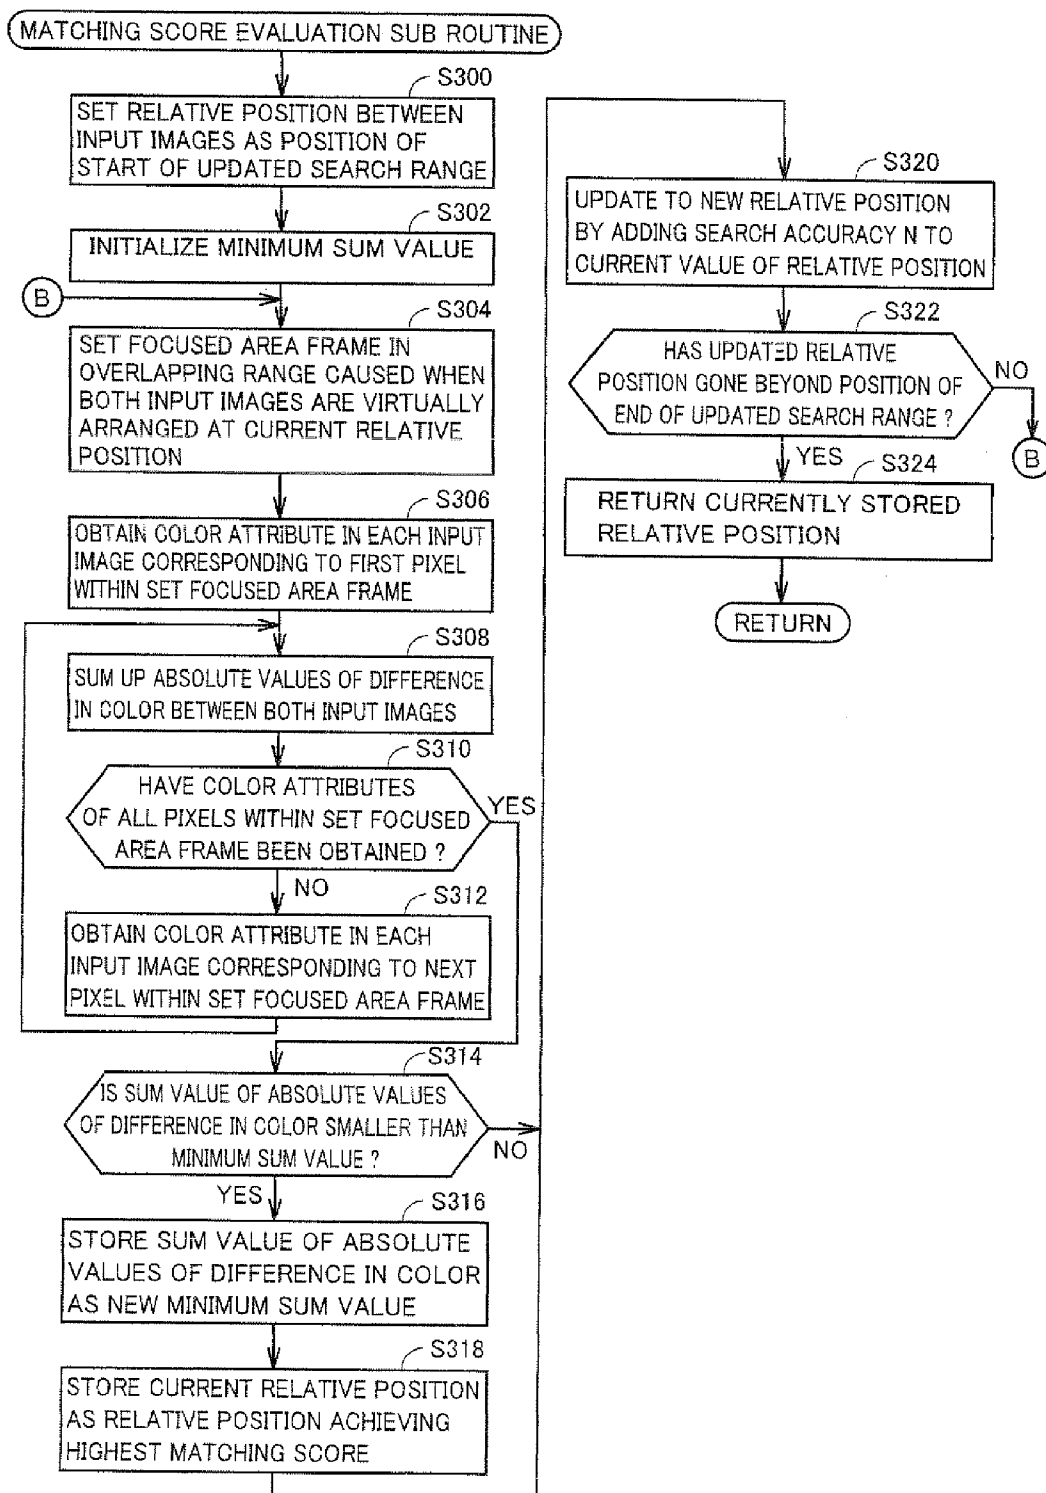 MATCHING SCORE EVALUATION SUB ROUTINE
S300
SET RELATIVE POSITION BETWEEN
INPUT IMAGES AS POSITION OF
START OF UPDATED SEARCH RANGE
S302
INITIALIZE MINIMUM SUM VALUE
B
S304
SET FOCUSED AREA FRAME IN
OVERLAPPING RANGE CAUSED WHEN
BOTH INPUT IMAGES ARE VIRTUALLY
ARRANGED AT CURRENT RELATIVE
POSITION
S306
OBTAIN COLOR ATTRIBUTE IN EACH INPUT
IMAGE CORRESPONDING TO FIRST PIXEL
WITHIN SET FOCUSED AREA FRAME
S308
SUM UP ABSOLUTE VALUES OF DIFFERENCE
IN COLOR BETWEEN BOTH INPUT IMAGES
S310
HAVE COLOR ATTRIBUTES
OF ALL PIXELS WITHIN SET FOCUSED
AREA FRAME BEEN OBTAINED ?
YES
NO
S312
OBTAIN COLOR ATTRIBUTE IN EACH
INPUT IMAGE CORRESPONDING TO NEXT
PIXEL WITHIN SET FOCUSED AREA FRAME
S314
IS SUM VALUE OF ABSOLUTE VALUES
OF DIFFERENCE IN COLOR SMALLER THAN
MINIMUM SUM VALUE ?
NO
YES
S316
STORE SUM VALUE OF ABSOLUTE
VALUES OF DIFFERENCE IN COLOR
AS NEW MINIMUM SUM VALUE
S318
STORE CURRENT RELATIVE POSITION
AS RELATIVE POSITION ACHIEVING
HIGHEST MATCHING SCORE
S320
UPDATE TO NEW RELATIVE POSITION
BY ADDING SEARCH ACCURACY N TO
CURRENT VALUE OF RELATIVE POSITION
S322
HAS UPDATED RELATIVE
POSITION GONE BEYOND POSITION OF
END OF UPDATED SEARCH RANGE ?
NO
B
YES
S324
RETURN CURRENTLY STORED
RELATIVE POSITION
RETURN